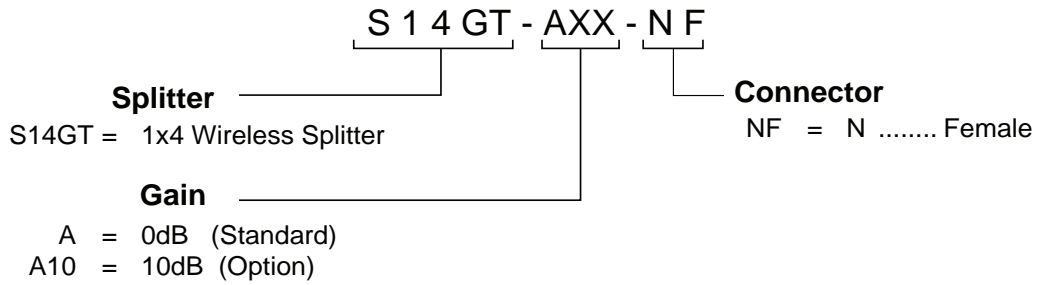 S 1 4 GT - AXX - N F
Splitter
S14GT = 1x4 Wireless Splitter
Connector
NF = N ........ Female
Gain
A = 0dB (Standard)
A10 = 10dB (Option)